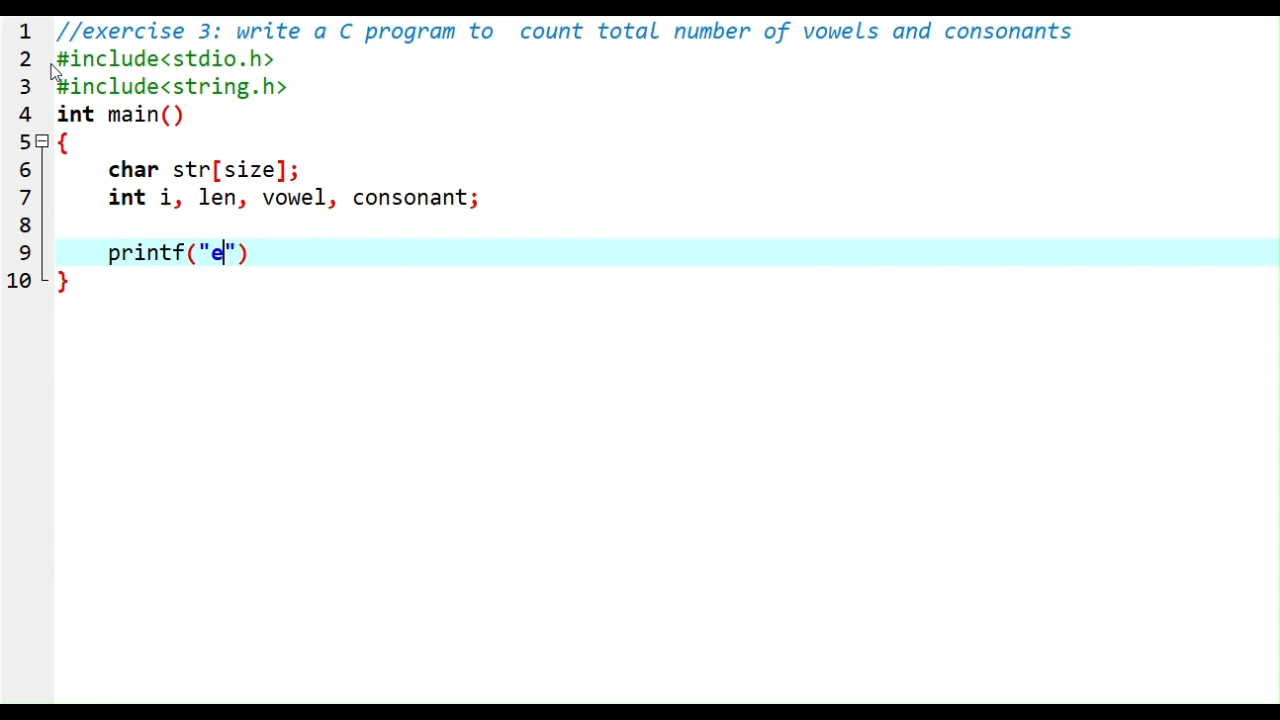 1 //exercise 3: write a C program to  count total number of vowels and consonants
2 #include<stdio.h>
3 #include<string.h>
4 int main()
5 {
6     char str[size];
7     int i, len, vowel, consonant;
8
9     printf("e")
10 }